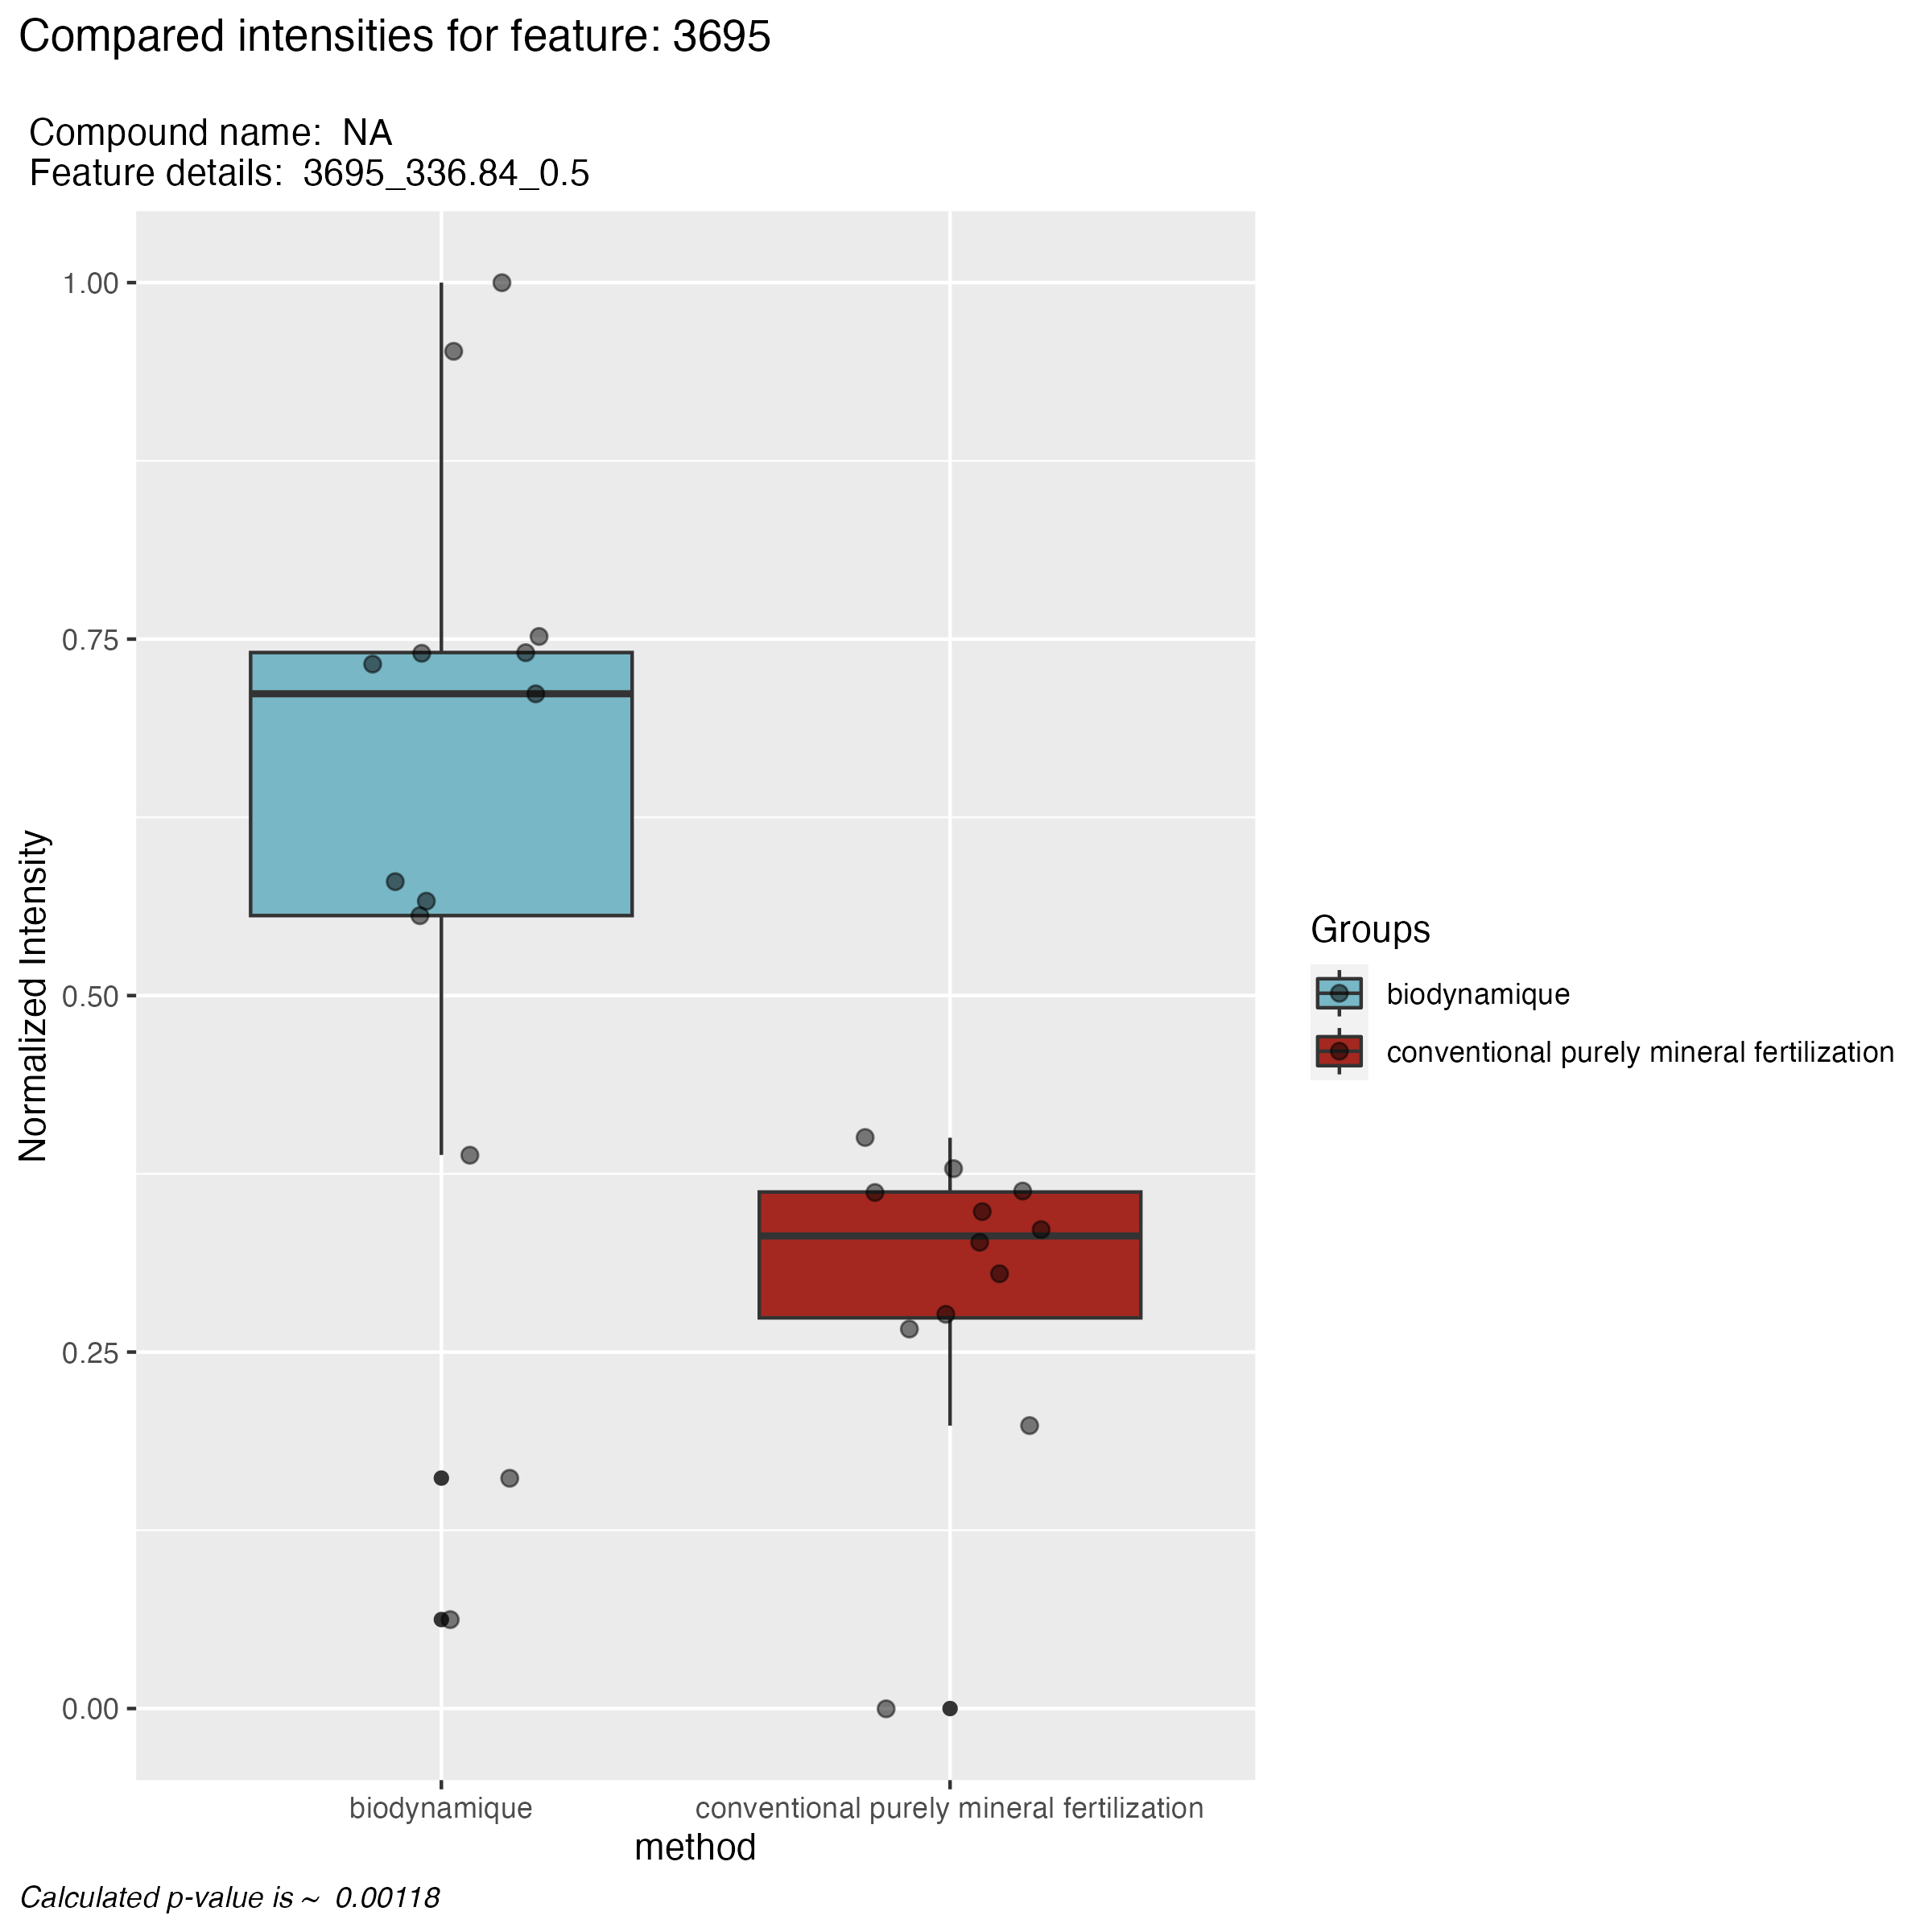 Compared intensities for feature: 3695
Compound name:  NA
Feature details:  3695_336.84_0.5
1.00
0.75
0.50
0.25
0.00
Normalized Intensity
biodynamique
conventional purely mineral fertilization
method
Groups
biodynamique
conventional purely mineral fertilization
Calculated p-value is ~  0.00118